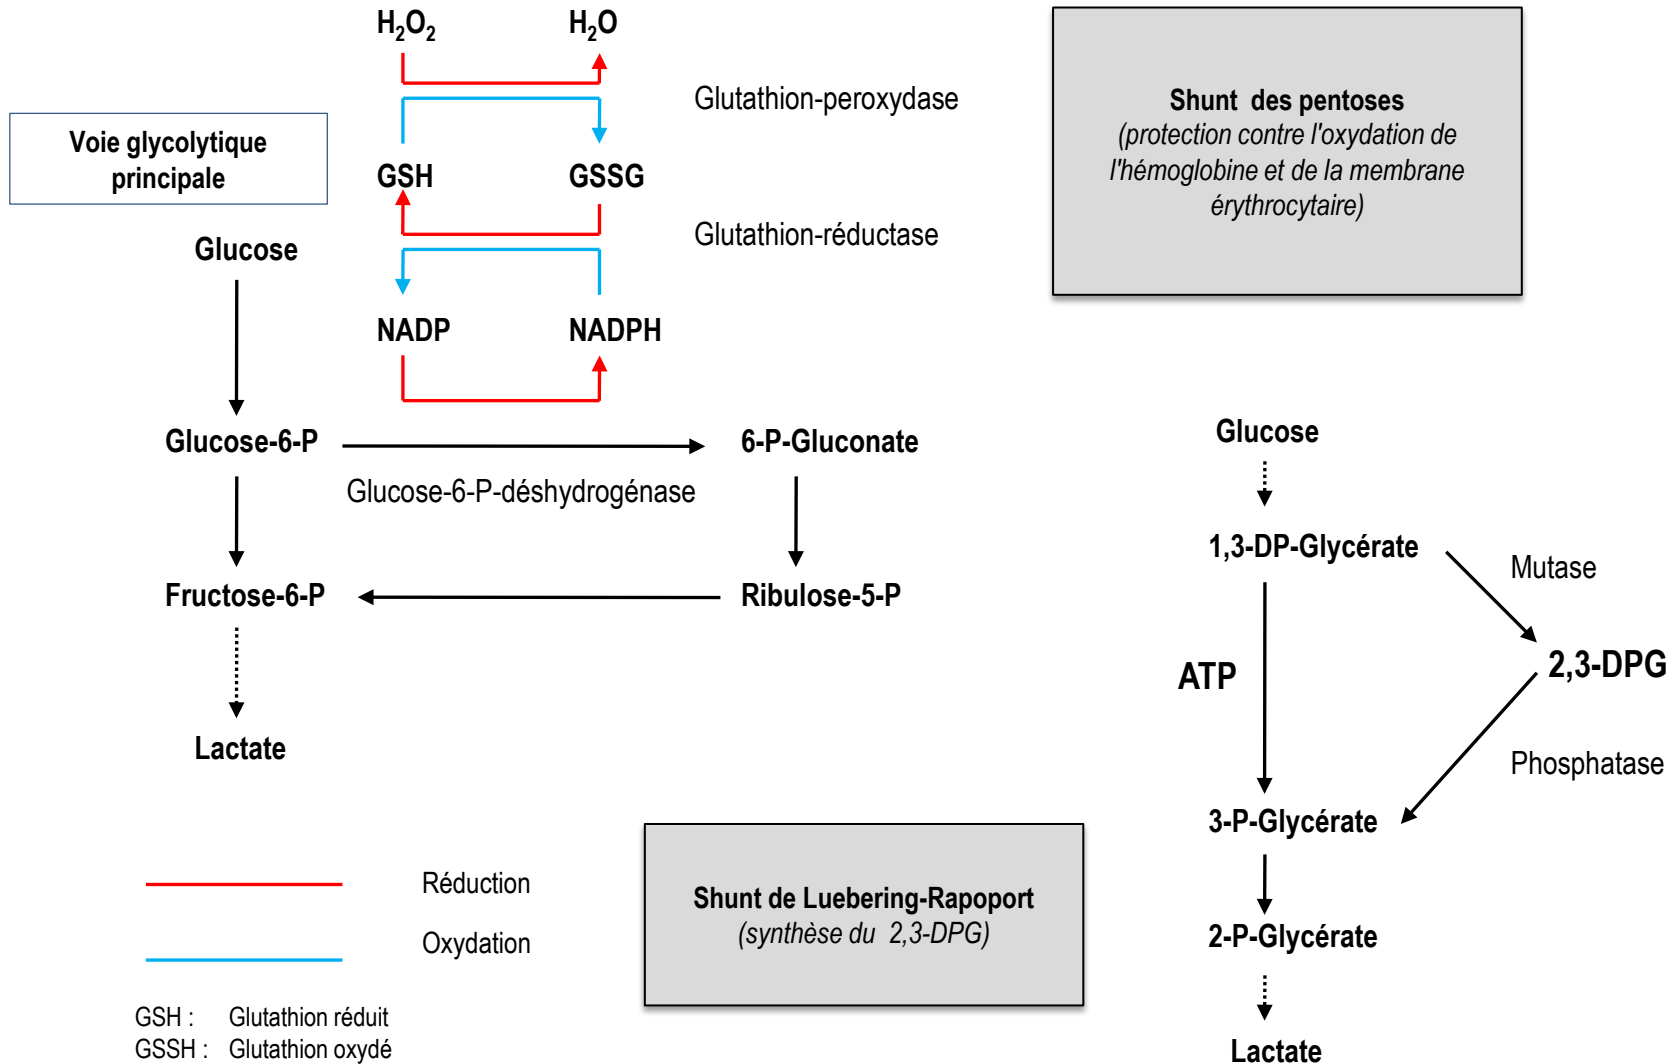 H₂O₂ H₂O
Glutathion-peroxydase
Voie glycolytique
principale
GSH GSSG
Glutathion-réductase
Glucose
NADP NADPH
Shunt des pentoses
(protection contre l'oxydation de
l'hémoglobine et de la membrane
érythrocytaire)
Glucose-6-P
6-P-Gluconate
Glucose-6-P-déshydrogénase
Fructose-6-P
Ribulose-5-P
Lactate
Glucose
1,3-DP-Glycérate
Mutase
ATP
2,3-DPG
Phosphatase
3-P-Glycérate
2-P-Glycérate
Lactate
Shunt de Luebering-Rapoport
(synthèse du 2,3-DPG)
Réduction
Oxydation
GSH : Glutathion réduit
GSSH : Glutathion oxydé